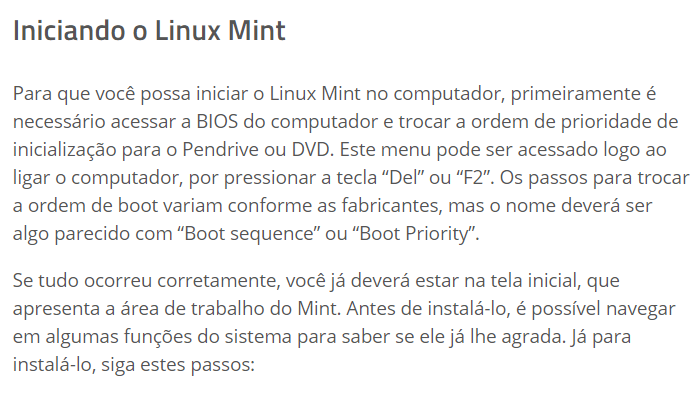 Iniciando o Linux Mint
Para que você possa iniciar o Linux Mint no computador, primeiramente é
necessário acessar a BIOS do computador e trocar a ordem de prioridade de
inicialização para o Pendrive ou DVD. Este menu pode ser acessado logo ao
ligar o computador, por pressionar a tecla “Del” ou “F2”. Os passos para trocar
a ordem de boot variam conforme as fabricantes, mas o nome deverá ser
algo parecido com “Boot sequence” ou “Boot Priority”.
Se tudo ocorreu corretamente, você já deverá estar na tela inicial, que
apresenta a área de trabalho do Mint. Antes de instalá-lo, é possível navegar
em algumas funções do sistema para saber se ele já lhe agrada. Já para
instalá-lo, siga estes passos: